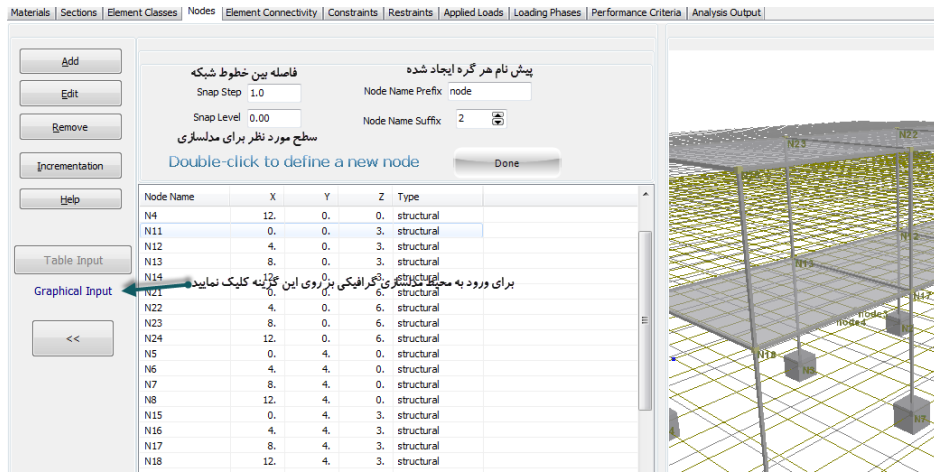 Materials | Sections | Element Classes | Nodes | Element Connectivity | Constraints | Restraints | Applied Loads | Loading Phases | Performance Criteria | Analysis Output
Add
Edit
Remove
Incrementation
Help
Table Input
Graphical Input
<<
فاصله بین خطوط شبکه
پیش نام هر گره ایجاد شده
Snap Step 1.0
Node Name Prefix node
Snap Level 0.00
Node Name Suffix 2
سطح مورد نظر برای مدلسازی
Double-click to define a new node
Done
Node Name X Y Z Type
N4 12. 0. 0. structural
N11 0. 0. 3. structural
N12 4. 0. 3. structural
N13 8. 0. 3. structural
N14 12. 0. 3. structural
برای ورود به محیط مدلسازی گرافیکی بر روی این گزینه کلیک نمایید
N21 0. 0. 6. structural
N22 4. 0. 6. structural
N23 8. 0. 6. structural
N24 12. 0. 6. structural
N5 0. 4. 0. structural
N6 4. 4. 0. structural
N7 8. 4. 0. structural
N8 12. 4. 0. structural
N15 0. 4. 3. structural
N16 4. 4. 3. structural
N17 8. 4. 3. structural
N18 12. 4. 3. structural
N22
N23
N12
N13
N17
node3
node4
N18
N7